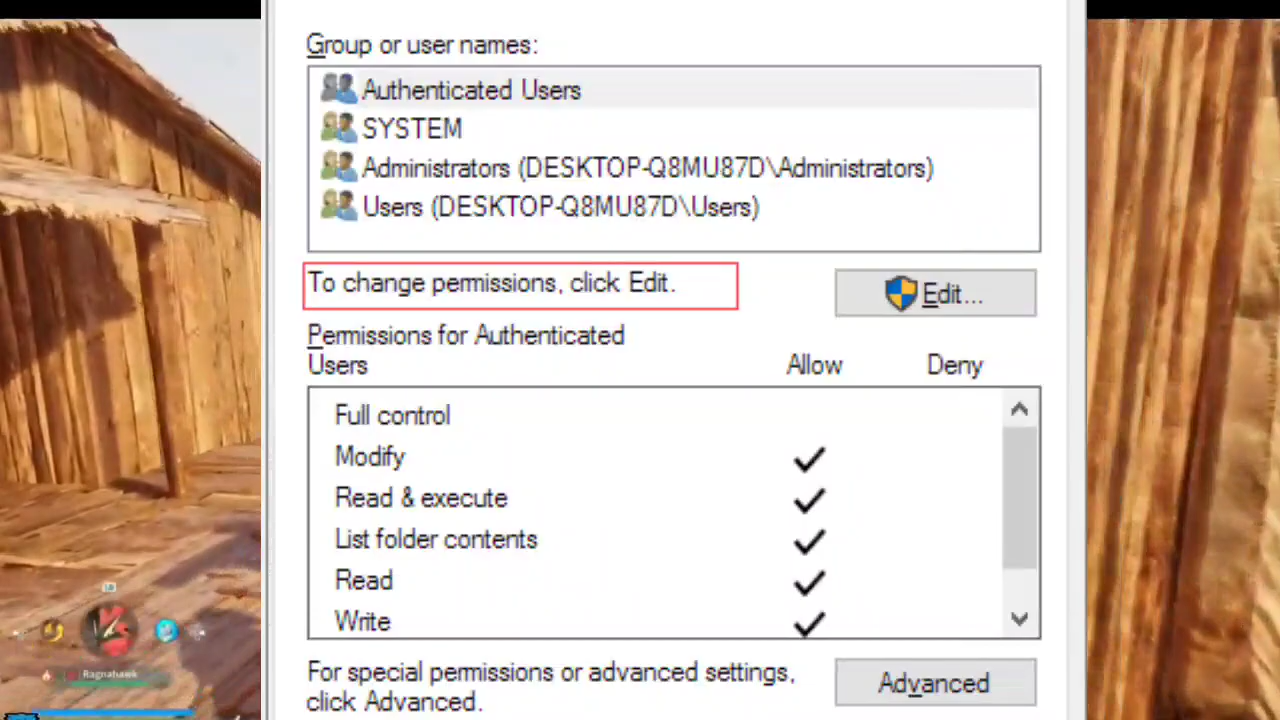 Group or user names:
Authenticated Users
SYSTEM
Administrators (DESKTOP-Q8MU87D\Administrators)
Users (DESKTOP-Q8MU87D\Users)
To change permissions, click Edit.
Edit...
Permissions for Authenticated
Users
Allow
Deny
Full control
Modify
Read & execute
List folder contents
Read
Write
For special permissions or advanced settings,
click Advanced.
Advanced
Ragnahawk